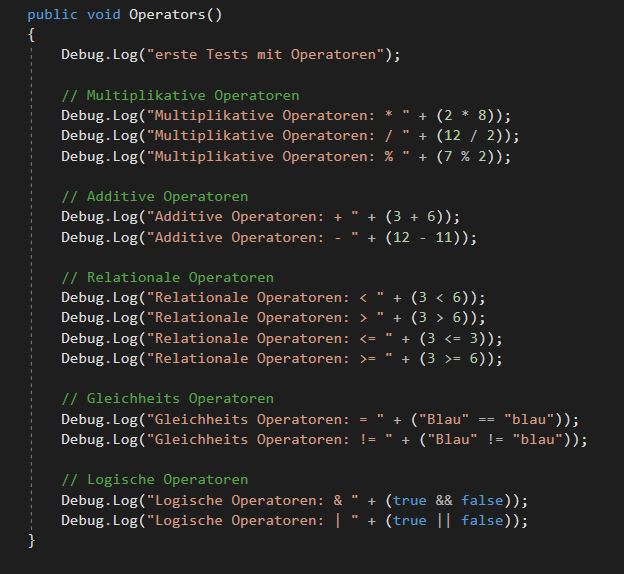 public void Operators()
{
Debug.Log("erste Tests mit Operatoren");
// Multiplikative Operatoren
Debug.Log("Multiplikative Operatoren: * " + (2 * 8));
Debug.Log("Multiplikative Operatoren: / " + (12 / 2));
Debug.Log("Multiplikative Operatoren: % " + (7 % 2));
// Additive Operatoren
Debug.Log("Additive Operatoren: + " + (3 + 6));
Debug.Log("Additive Operatoren: - " + (12 - 11));
// Relationale Operatoren
Debug.Log("Relationale Operatoren: < " + (3 < 6));
Debug.Log("Relationale Operatoren: > " + (3 > 6));
Debug.Log("Relationale Operatoren: <= " + (3 <= 3));
Debug.Log("Relationale Operatoren: >= " + (3 >= 6));
// Gleichheits Operatoren
Debug.Log("Gleichheits Operatoren: = " + ("Blau" == "blau"));
Debug.Log("Gleichheits Operatoren: != " + ("Blau" != "blau"));
// Logische Operatoren
Debug.Log("Logische Operatoren: & " + (true && false));
Debug.Log("Logische Operatoren: | " + (true || false));
}